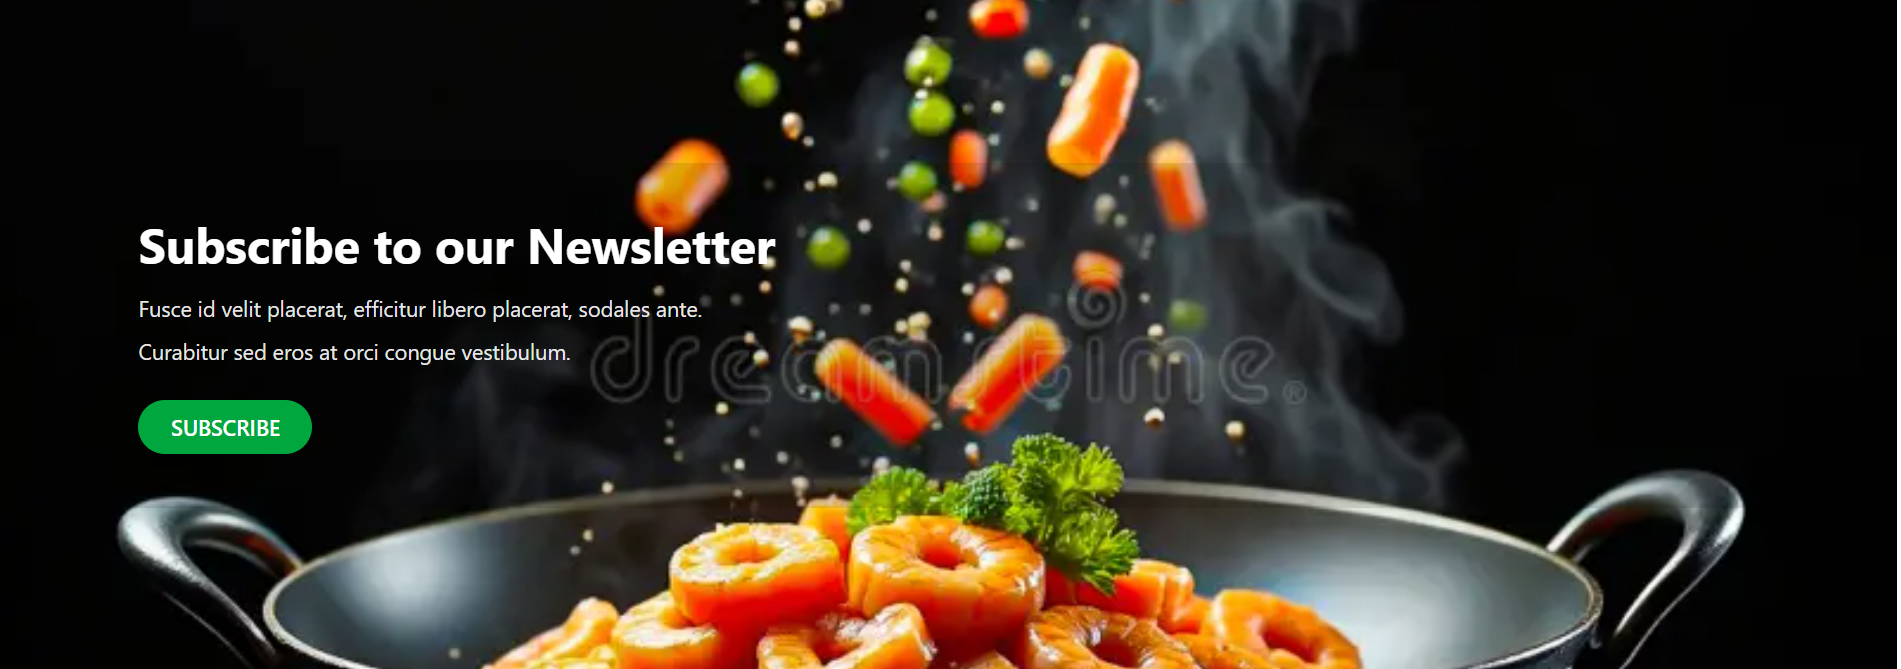 Subscribe to our Newsletter
Fusce id velit placerat, efficitur libero placerat, sodales ante.
Curabitur sed eros at orci congue vestibulum.
dreamstime®
SUBSCRIBE